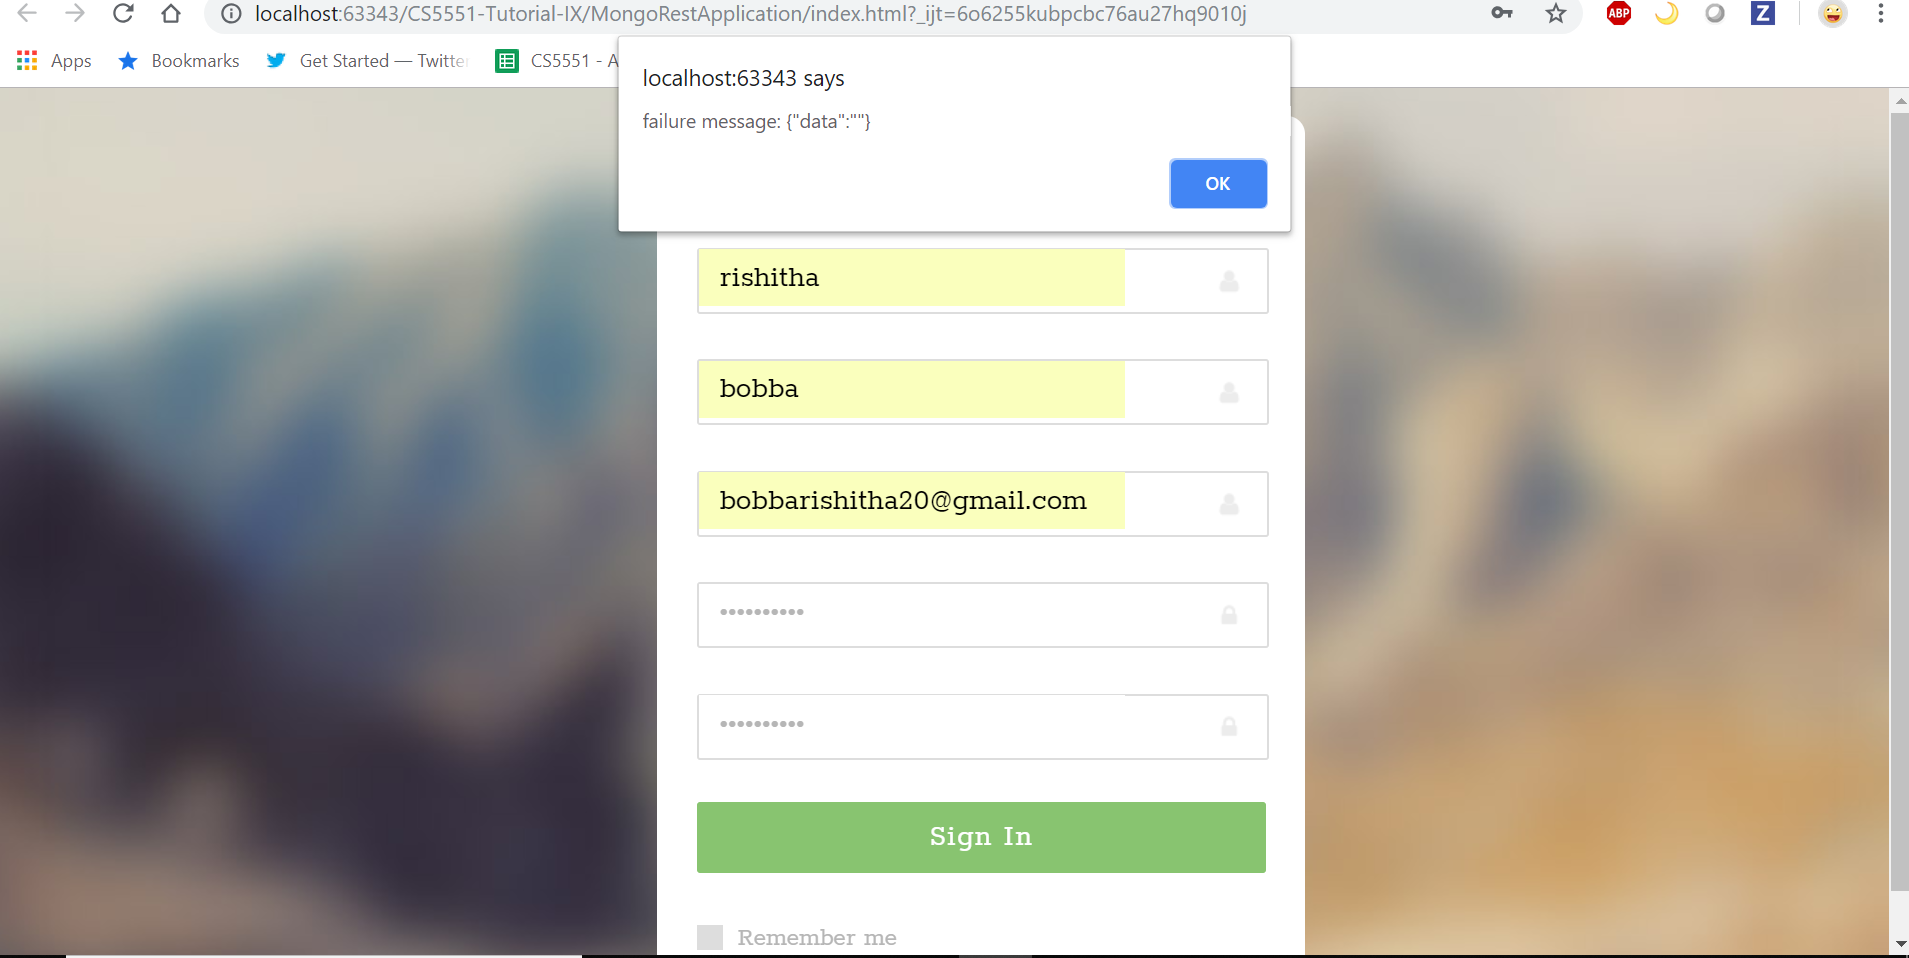 localhost:63343/CS5551-Tutorial-IX/MongoRestApplication/index.html?_ijt=6o6255kubpcbc76au27hq9010j
ABP
Z
Apps
Bookmarks
Get Started — Twitte
CS5551 - A
localhost:63343 says
failure message: {"data":""}
OK
rishitha
bobba
bobbarishitha20@gmail.com
••••••••••
••••••••••
Sign In
Remember me